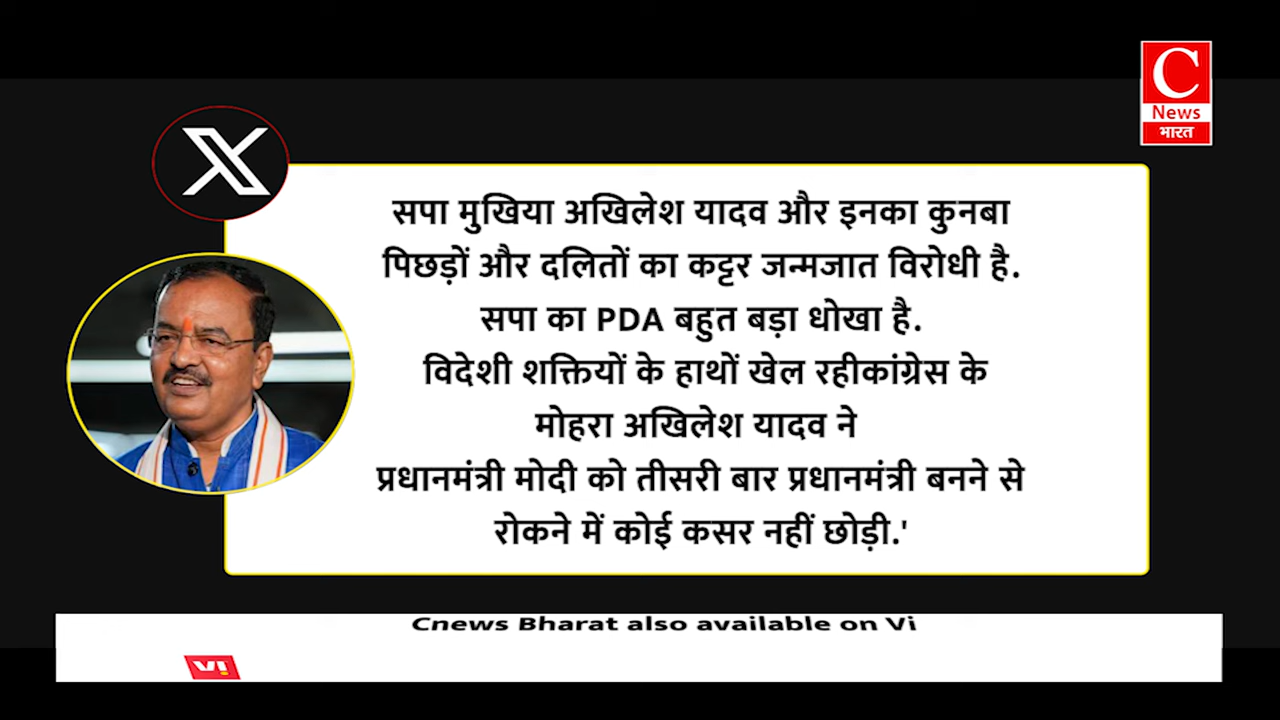 C
News
भारत
सपा मुखिया अखिलेश यादव और इनका कुनबा
पिछड़ों और दलितों का कट्टर जन्मजात विरोधी है.
सपा का PDA बहुत बड़ा धोखा है.
विदेशी शक्तियों के हाथों खेल रहीकांग्रेस के
मोहरा अखिलेश यादव ने
प्रधानमंत्री मोदी को तीसरी बार प्रधानमंत्री बनने से
रोकने में कोई कसर नहीं छोड़ी.'
Cnews Bharat also available on Vi
VI